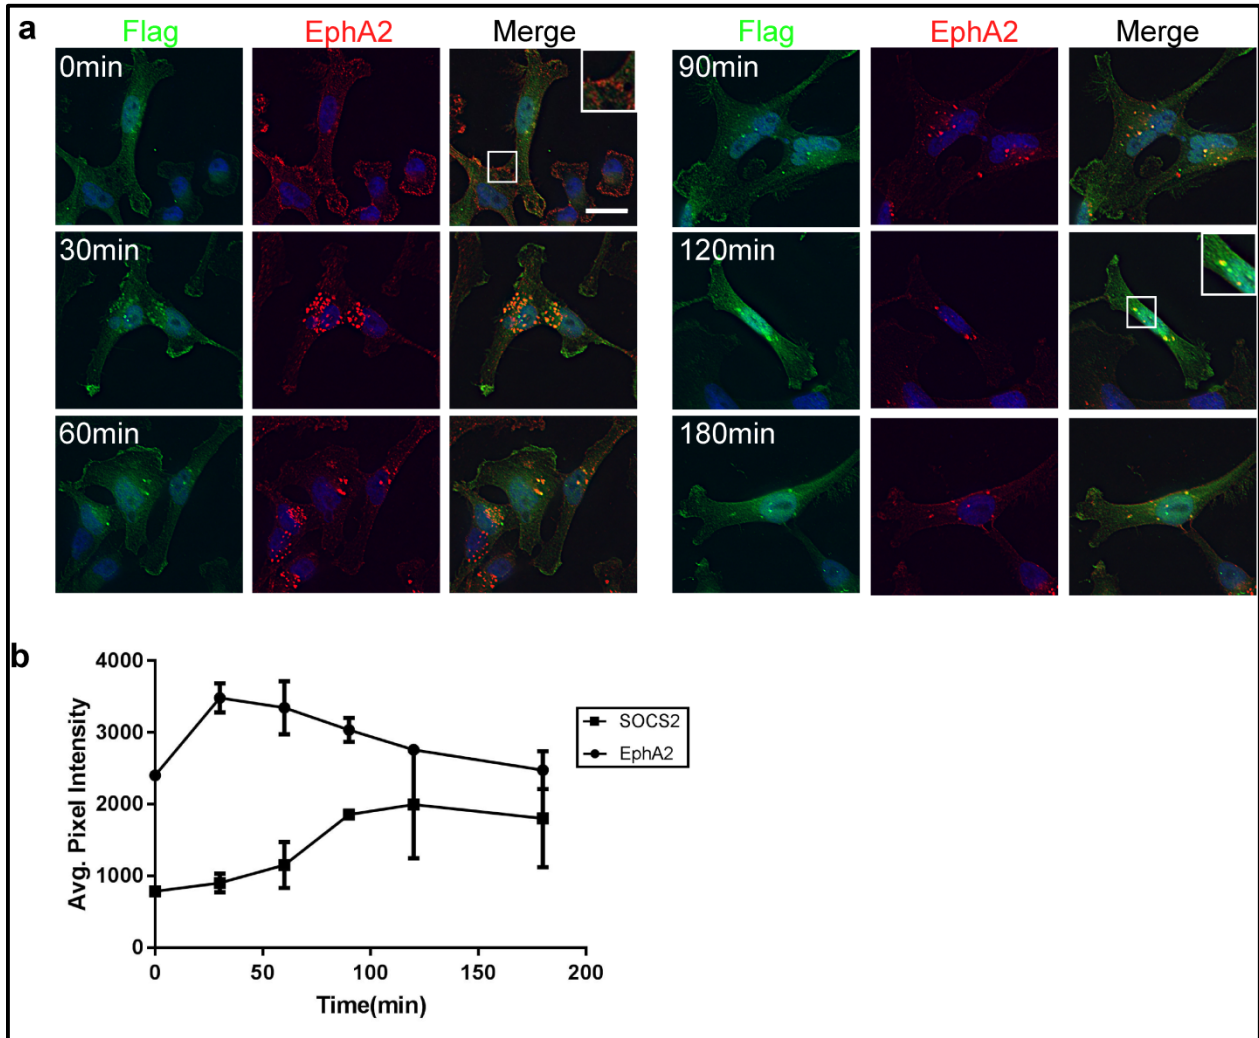 a
Flag EphA2 Merge Flag EphA2 Merge
0min 90min
30min 120min
60min 180min
b
4000
3000
2000
1000
0
Avg. Pixel Intensity
SOCS2
EphA2
0 50 100 150 200
Time(min)